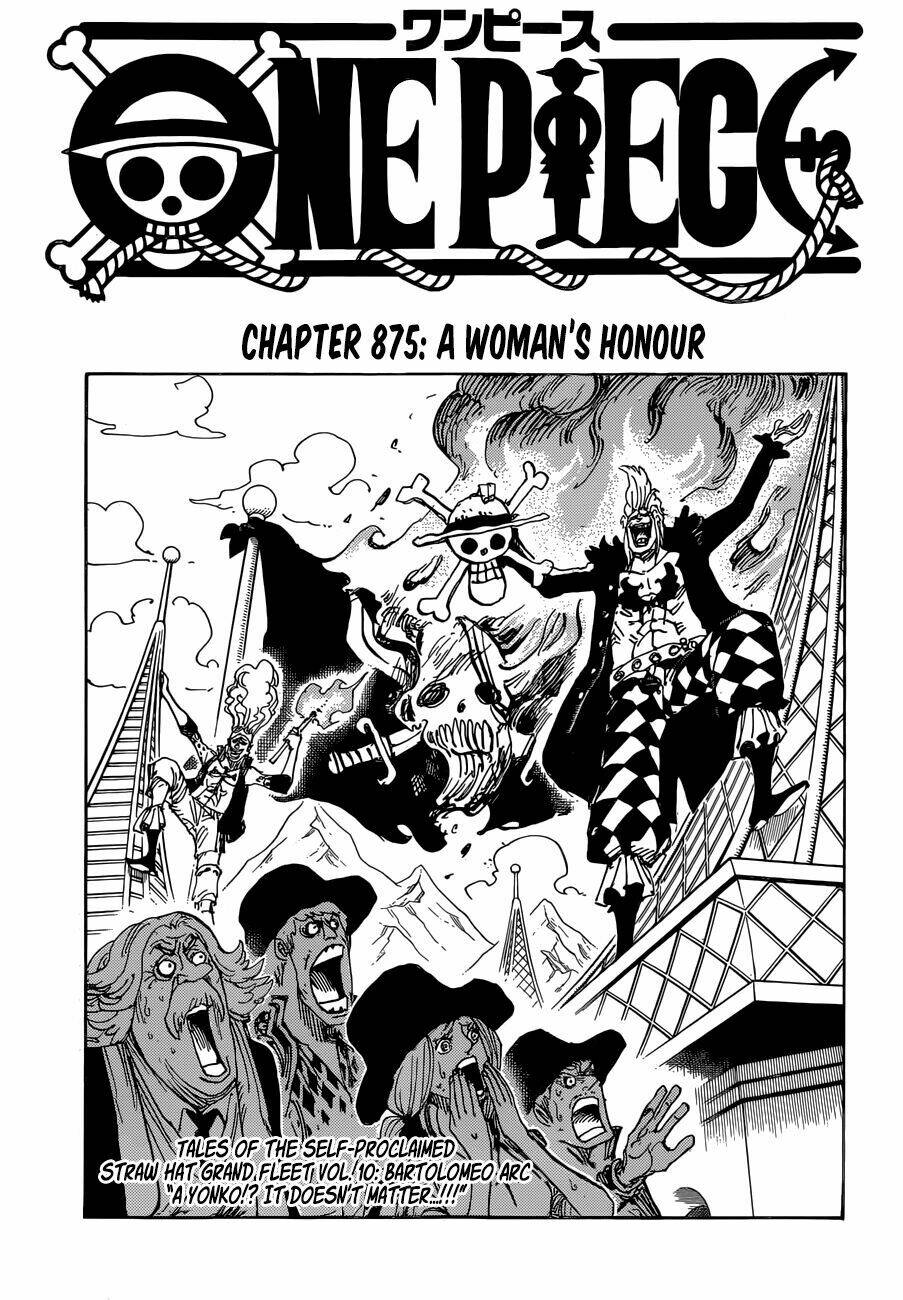 ワンピース
ONE PIECE
CHAPTER 875: A WOMAN'S HONOUR
TALES OF THE SELF-PROCLAIMED
STRAW HAT GRAND FLEET VOL. 10: BARTOLOMEO ARC
"A YONKO!? IT DOESN'T MATTER...!!!"